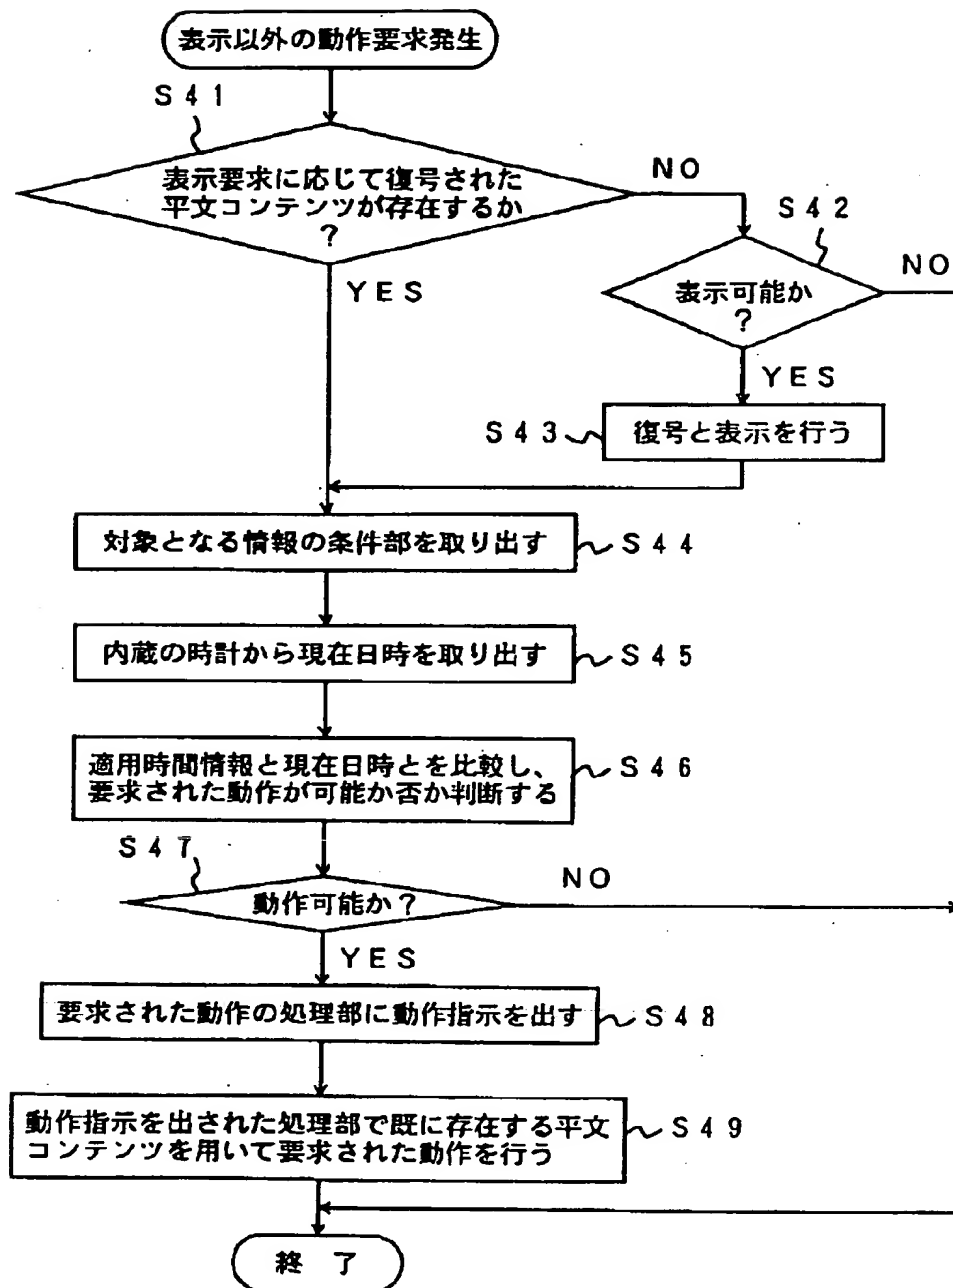 表示以外の動作要求発生
S41
表示要求に応じて復号された
平文コンテンツが存在するか
?
NO
YES
S42
表示可能か
?
NO
YES
S43
復号と表示を行う
対象となる情報の条件部を取り出す
S44
内蔵の時計から現在日時を取り出す
S45
適用時間情報と現在日時とを比較し、
要求された動作が可能か否か判断する
S46
S47
動作可能か?
NO
YES
要求された動作の処理部に動作指示を出す
S48
動作指示を出された処理部で既に存在する平文
コンテンツを用いて要求された動作を行う
S49
終 了